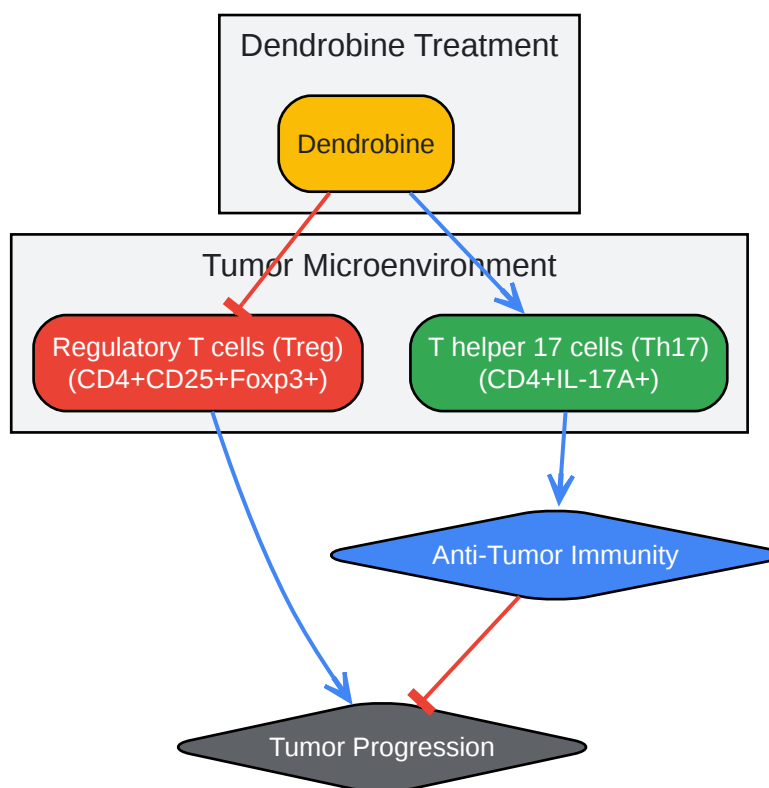 Dendrobine Treatment
Dendrobine
Tumor Microenvironment
Regulatory T cells (Treg)
(CD4+CD25+Foxp3+)
T helper 17 cells (Th17)
(CD4+IL-17A+)
Anti-Tumor Immunity
Tumor Progression